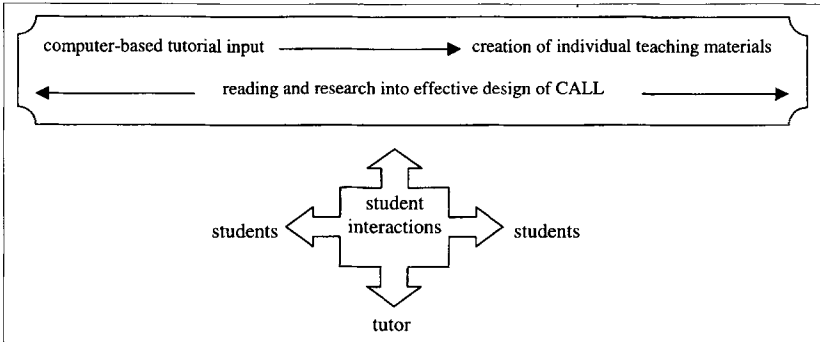 computer-based tutorial input creation of individual teaching materials
reading and research into effective design of CALL
student
interactions
students students
tutor